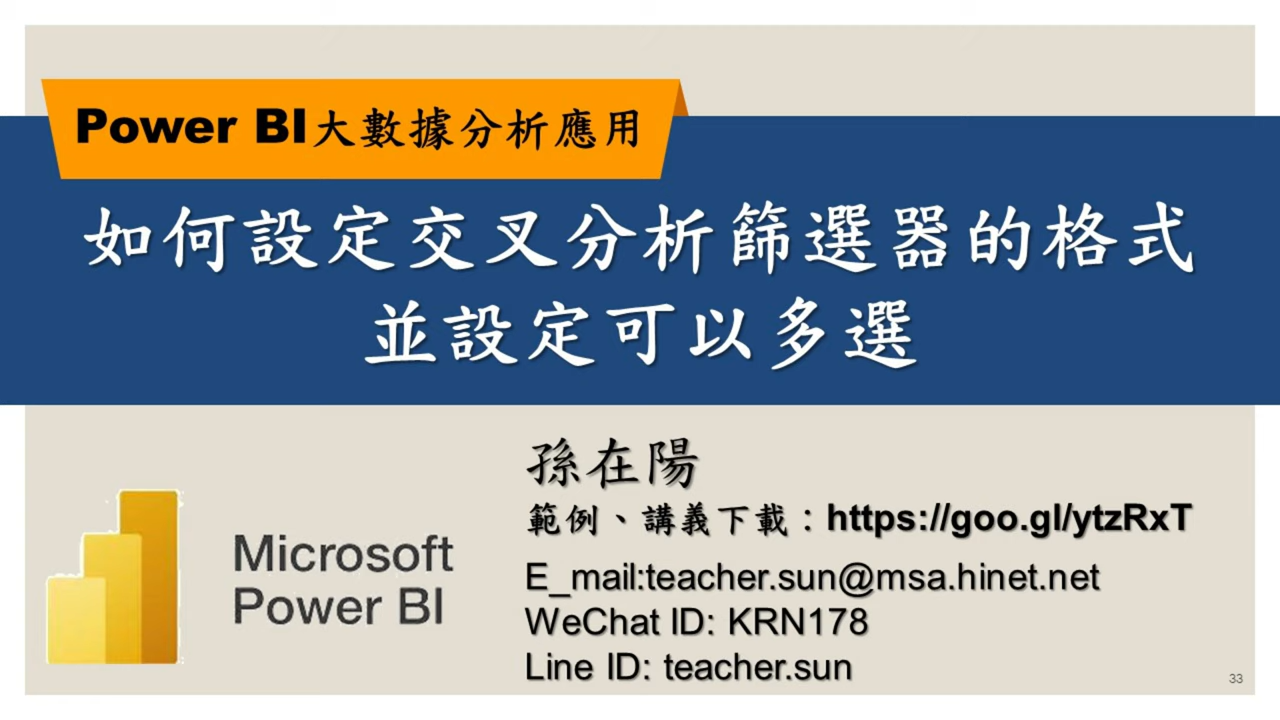 Power BI大數據分析應用
如何設定交叉分析篩選器的格式
並設定可以多選
孫在陽
範例、講義下載：https://goo.gl/ytzRxT
E_mail:teacher.sun@msa.hinet.net
WeChat ID: KRN178
Line ID: teacher.sun
Microsoft
Power BI
33